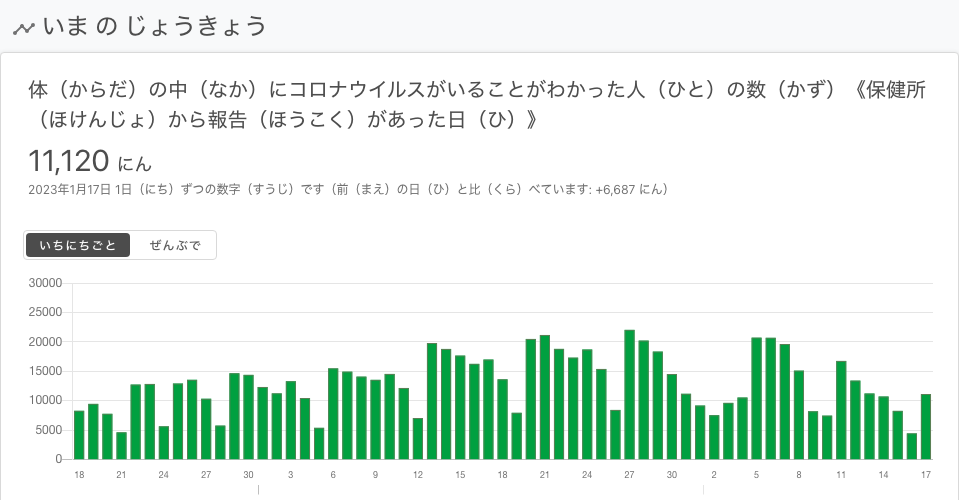 いま の じょうきょう
体（からだ）の中（なか）にコロナウイルスがいることがわかった人（ひと）の数（かず）《保健所
（ほけんじょ）から報告（ほうこく）があった日（ひ）》
11,120 にん
2023年1月17日 1日（にち）ずつの数字（すうじ）です（前（まえ）の日（ひ）と比（くら）べています: +6,687 にん）
いちにちごと ぜんぶで
30000
25000
20000
15000
10000
5000
0
18 21 24 27 30 3 6 9 12 15 18 21 24 27 30 2 5 8 11 14 17